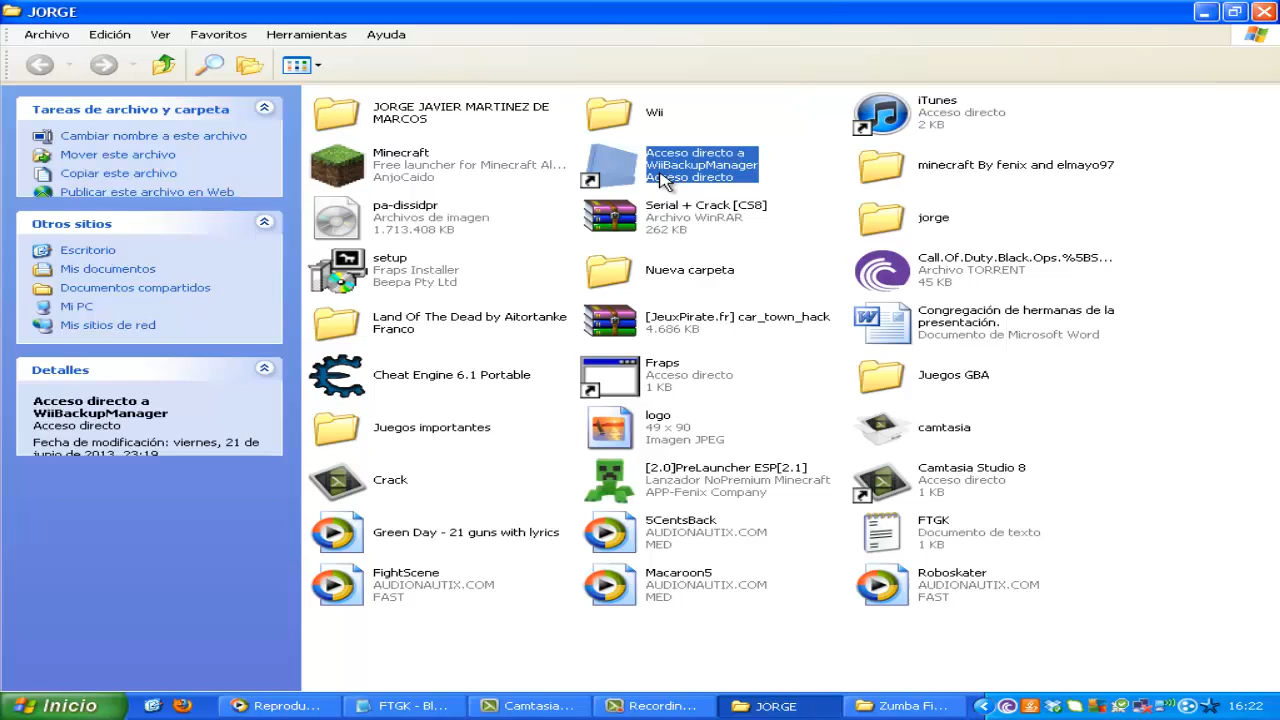 JORGE
Archivo Edición Ver Favoritos Herramientas Ayuda
Tareas de archivo y carpeta
Cambiar nombre a este archivo
Mover este archivo
Copiar este archivo
Publicar este archivo en Web
Otros sitios
Escritorio
Mis documentos
Documentos compartidos
Mi PC
Mis sitios de red
Detalles
Acceso directo a
WiiBackupManager
Acceso directo
Fecha de modificación: viernes, 21 de
junio de 2013, 23:19
JORGE JAVIER MARTINEZ DE
MARCOS
Wii
iTunes
Acceso directo
2 KB
Minecraft
Free launcher for Minecraft Al...
AnjoCaido
Acceso directo a
WiiBackupManager
Acceso directo
minecraft By fenix and elmayo97
pa-dissidpr
Archivos de imagen
1.713.408 KB
Serial + Crack [CS8]
Archivo WinRAR
262 KB
jorge
setup
Fraps Installer
Beepa Pty Ltd
Nueva carpeta
Call.Of.Duty.Black.Ops.%5BS...
Archivo TORRENT
45 KB
Land Of The Dead by Aitortanke
Franco
[JeuxPirate.fr] car_town_hack
4.686 KB
Congregación de hermanas de la
presentación.
Documento de Microsoft Word
Cheat Engine 6.1 Portable
Fraps
Acceso directo
1 KB
Juegos GBA
Juegos importantes
logo
49 x 90
Imagen JPEG
camtasia
Crack
[2.0]PreLauncher ESP[2.1]
Lanzador NoPremium Minecraft
APP-Fenix Company
Camtasia Studio 8
Acceso directo
1 KB
Green Day - 21 guns with lyrics
5CentsBack
AUDIONAUTIX.COM
MED
FTGK
Documento de texto
1 KB
FightScene
AUDIONAUTIX.COM
FAST
Macaroon5
AUDIONAUTIX.COM
MED
Roboskater
AUDIONAUTIX.COM
FAST
Inicio Reprodu... FTGK - Bl... Camtasia... Recordin... JORGE Zumba Fi... 16:22